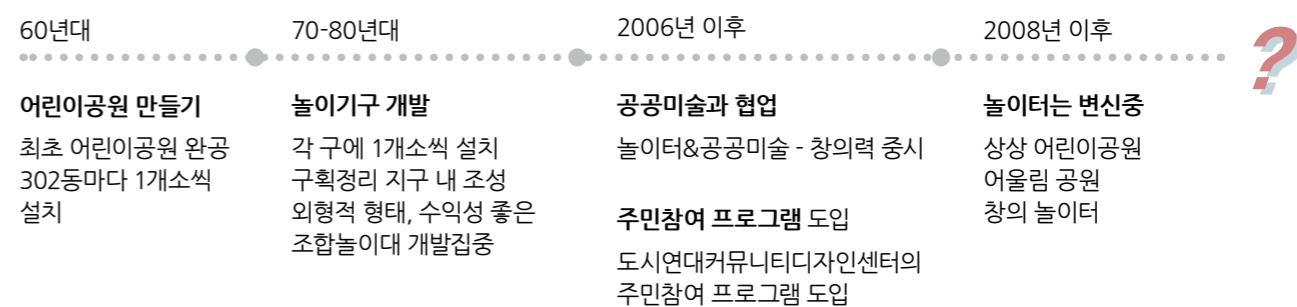 60년대
어린이공원 만들기
최초 어린이공원 완공
302동마다 1개소씩
설치
70-80년대
놀이기구 개발
각 구에 1개소씩 설치
구획정리 지구 내 조성
외형적 형태, 수익성 좋은
조합놀이대 개발집중
2006년 이후
공공미술과 협업
놀이터&공공미술 - 창의력 중시
주민참여 프로그램 도입
도시연대커뮤니티디자인센터의
주민참여 프로그램 도입
2008년 이후
놀이터는 변신중
상상 어린이공원
어울림 공원
창의 놀이터
?